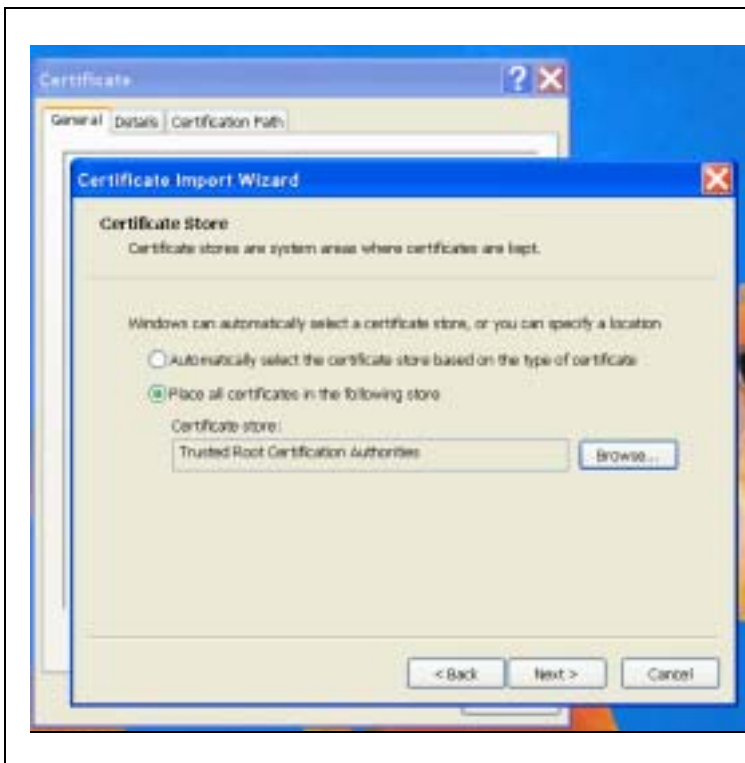 Certificate
General Details Certification Path
Certificate Import Wizard
Certificate Store
Certificate stores are system areas where certificates are kept.
Windows can automatically select a certificate store, or you can specify a location
Automatically select the certificate store based on the type of certificate
Place all certificates in the following store
Certificate store:
Trusted Root Certification Authorities
Browse...
< Back Next > Cancel